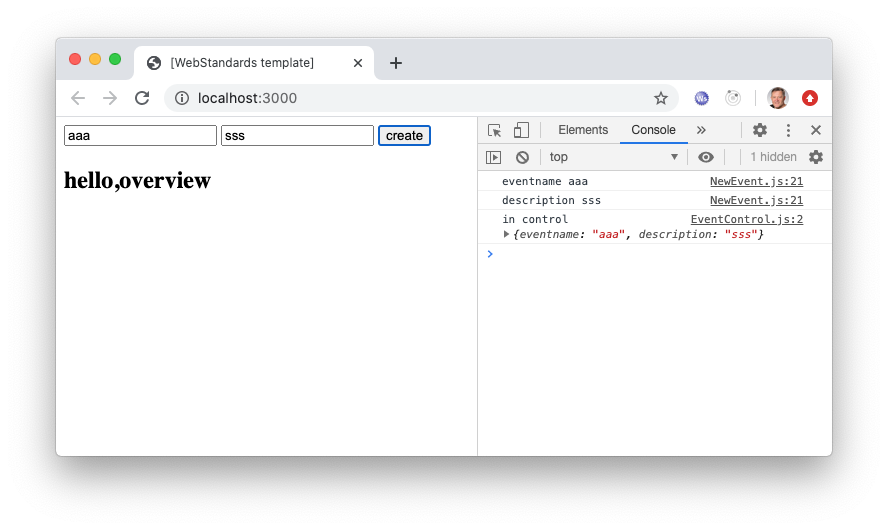 [WebStandards template]
localhost:3000
Ws
aaa sss create
hello,overview
Elements Console »
top 1 hidden
eventname aaa NewEvent.js:21
description sss NewEvent.js:21
in control EventControl.js:2
{eventname: "aaa", description: "sss"}